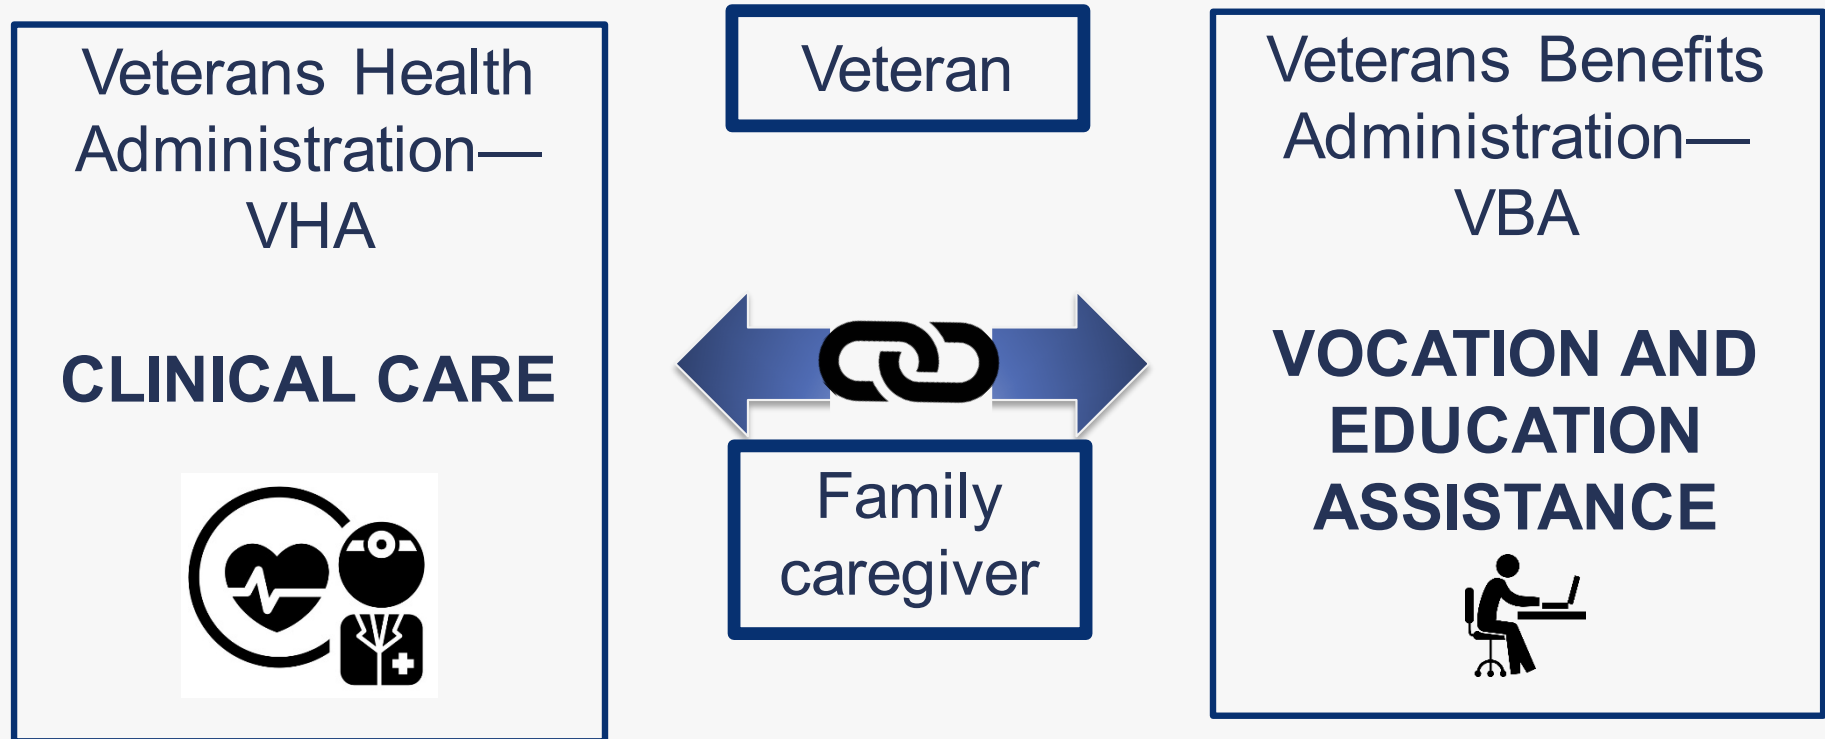 Veterans Health
Administration—
VHA
CLINICAL CARE
Veteran
Family
caregiver
Veterans Benefits
Administration—
VBA
VOCATION AND
EDUCATION
ASSISTANCE